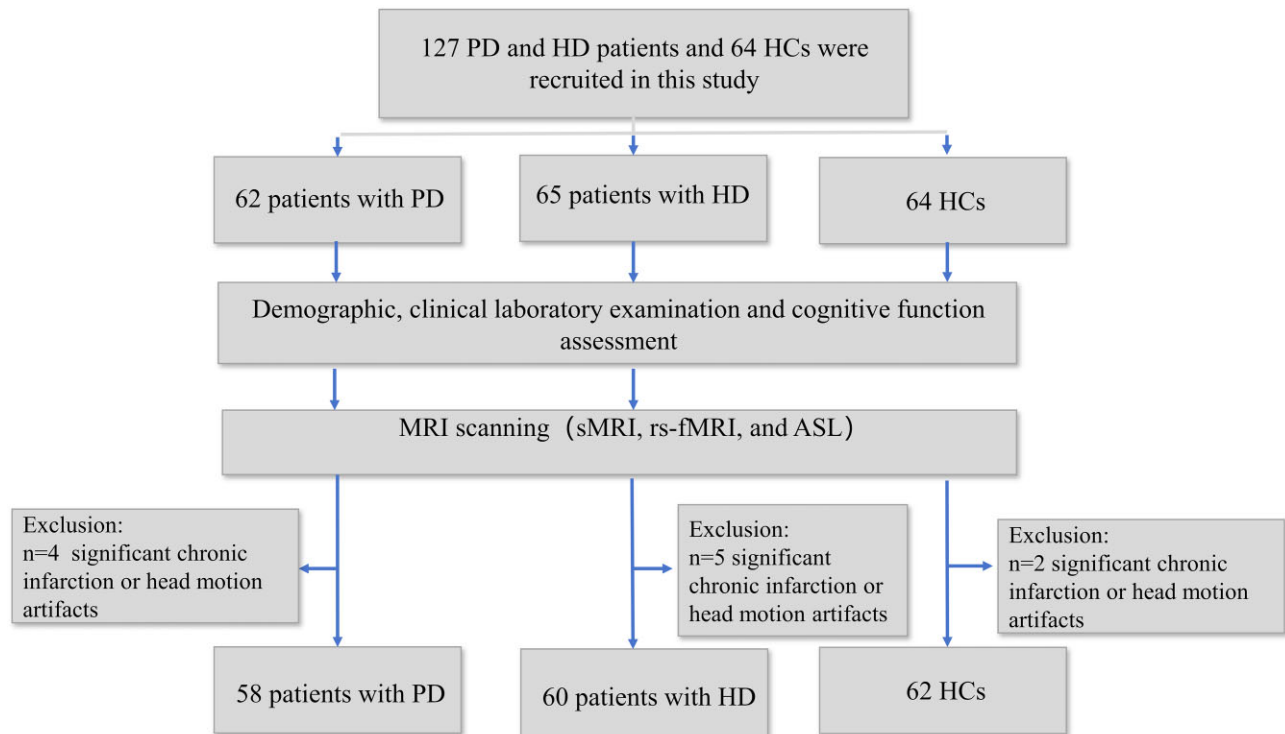 127 PD and HD patients and 64 HCs were
recruited in this study
62 patients with PD
65 patients with HD
64 HCs
Demographic, clinical laboratory examination and cognitive function
assessment
MRI scanning（sMRI, rs-fMRI, and ASL）
Exclusion:
n=4  significant chronic
infarction or head motion
artifacts
Exclusion:
n=5 significant
chronic infarction or
head motion artifacts
Exclusion:
n=2 significant chronic
infarction or head motion
artifacts
58 patients with PD
60 patients with HD
62 HCs